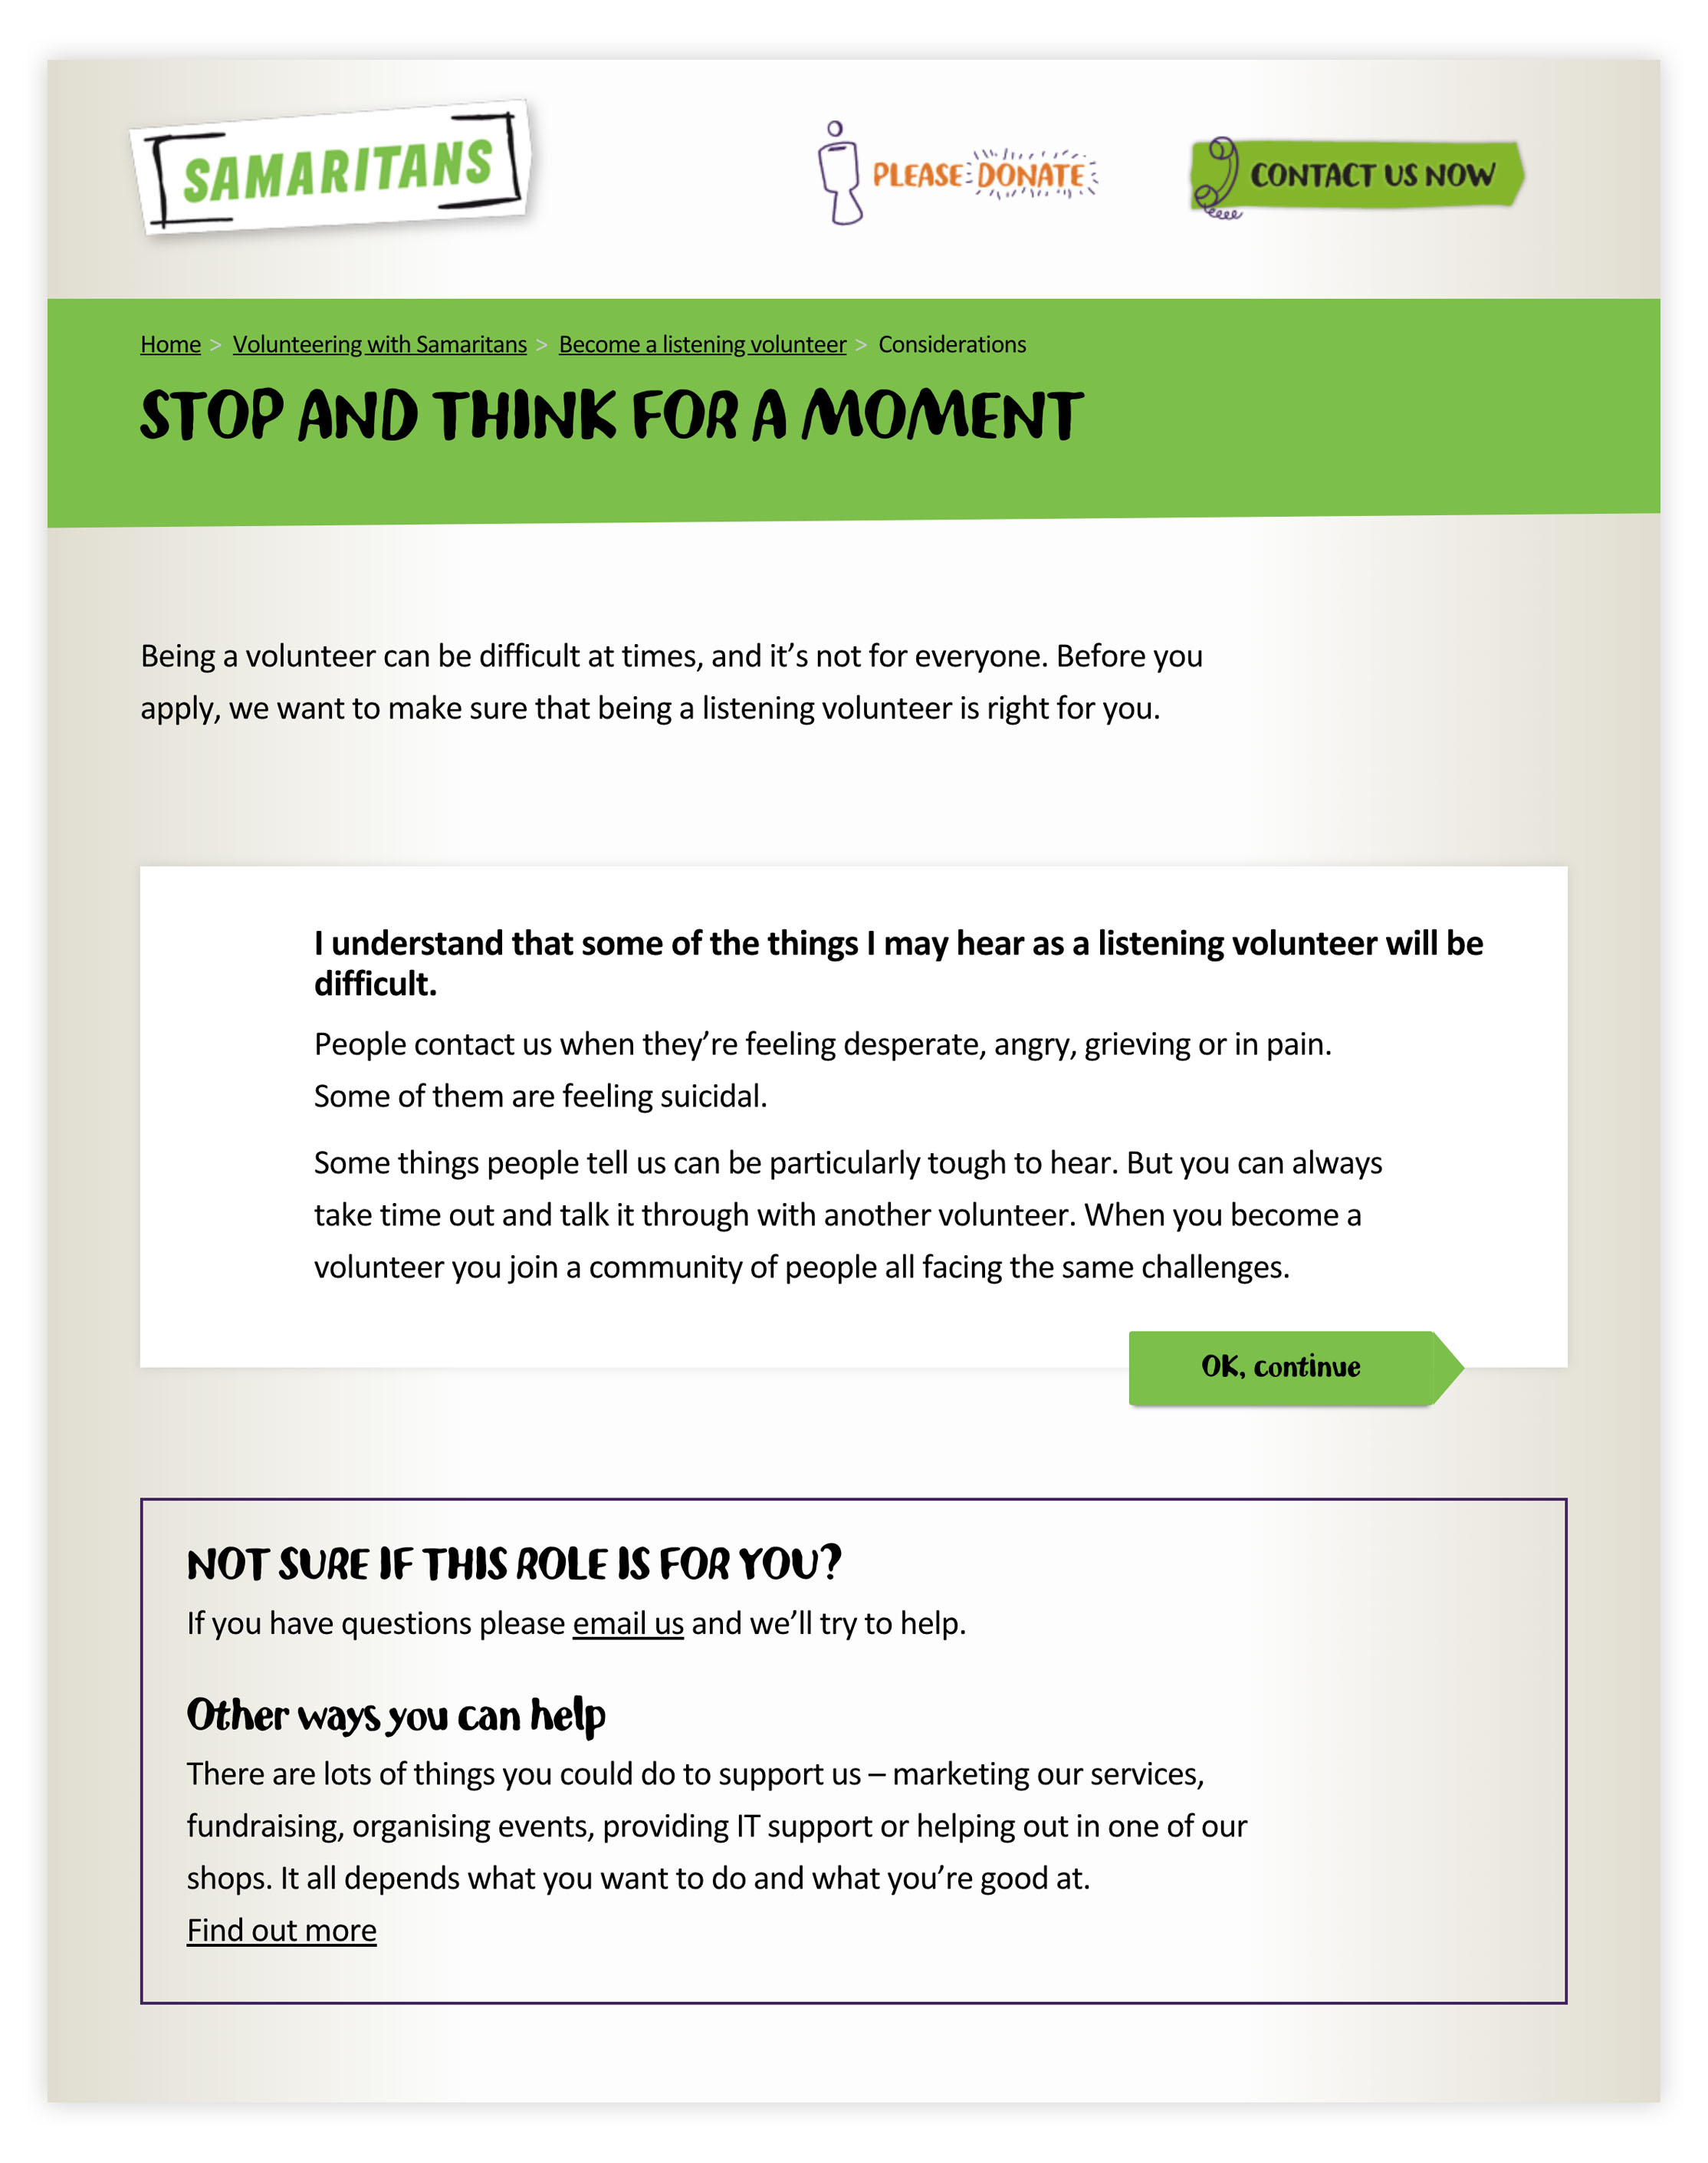 SAMARITANS
PLEASE DONATE
CONTACT US NOW
Home > Volunteering with Samaritans > Become a listening volunteer > Considerations
STOP AND THINK FOR A MOMENT
Being a volunteer can be difficult at times, and it’s not for everyone. Before you
apply, we want to make sure that being a listening volunteer is right for you.
I understand that some of the things I may hear as a listening volunteer will be
difficult.
People contact us when they’re feeling desperate, angry, grieving or in pain.
Some of them are feeling suicidal.
Some things people tell us can be particularly tough to hear. But you can always
take time out and talk it through with another volunteer. When you become a
volunteer you join a community of people all facing the same challenges.
OK, continue
NOT SURE IF THIS ROLE IS FOR YOU?
If you have questions please email us and we’ll try to help.
Other ways you can help
There are lots of things you could do to support us – marketing our services,
fundraising, organising events, providing IT support or helping out in one of our
shops. It all depends what you want to do and what you’re good at.
Find out more